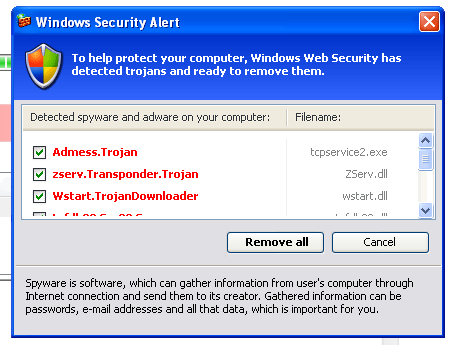 Windows Security Alert
To help protect your computer, Windows Web Security has
detected trojans and ready to remove them.
Detected spyware and adware on your computer: Filename:
Admess.Trojan tcpservice2.exe
zserv.Transponder.Trojan ZServ.dll
Wstart.TrojanDownloader wstart.dll
Remove all Cancel
Spyware is software, which can gather information from user's computer through
Internet connection and send them to its creator. Gathered information can be
passwords, e-mail addresses and all that data, which is important for you.